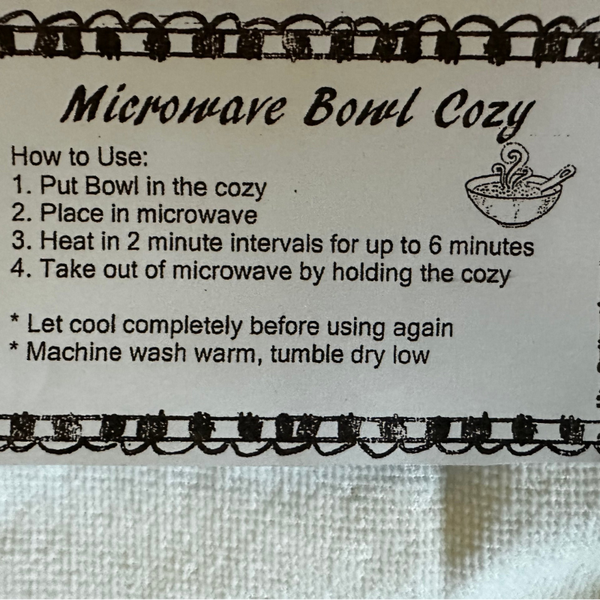 Microwave Bowl Cozy
How to Use:
1. Put Bowl in the cozy
2. Place in microwave
3. Heat in 2 minute intervals for up to 6 minutes
4. Take out of microwave by holding the cozy
* Let cool completely before using again
* Machine wash warm, tumble dry low